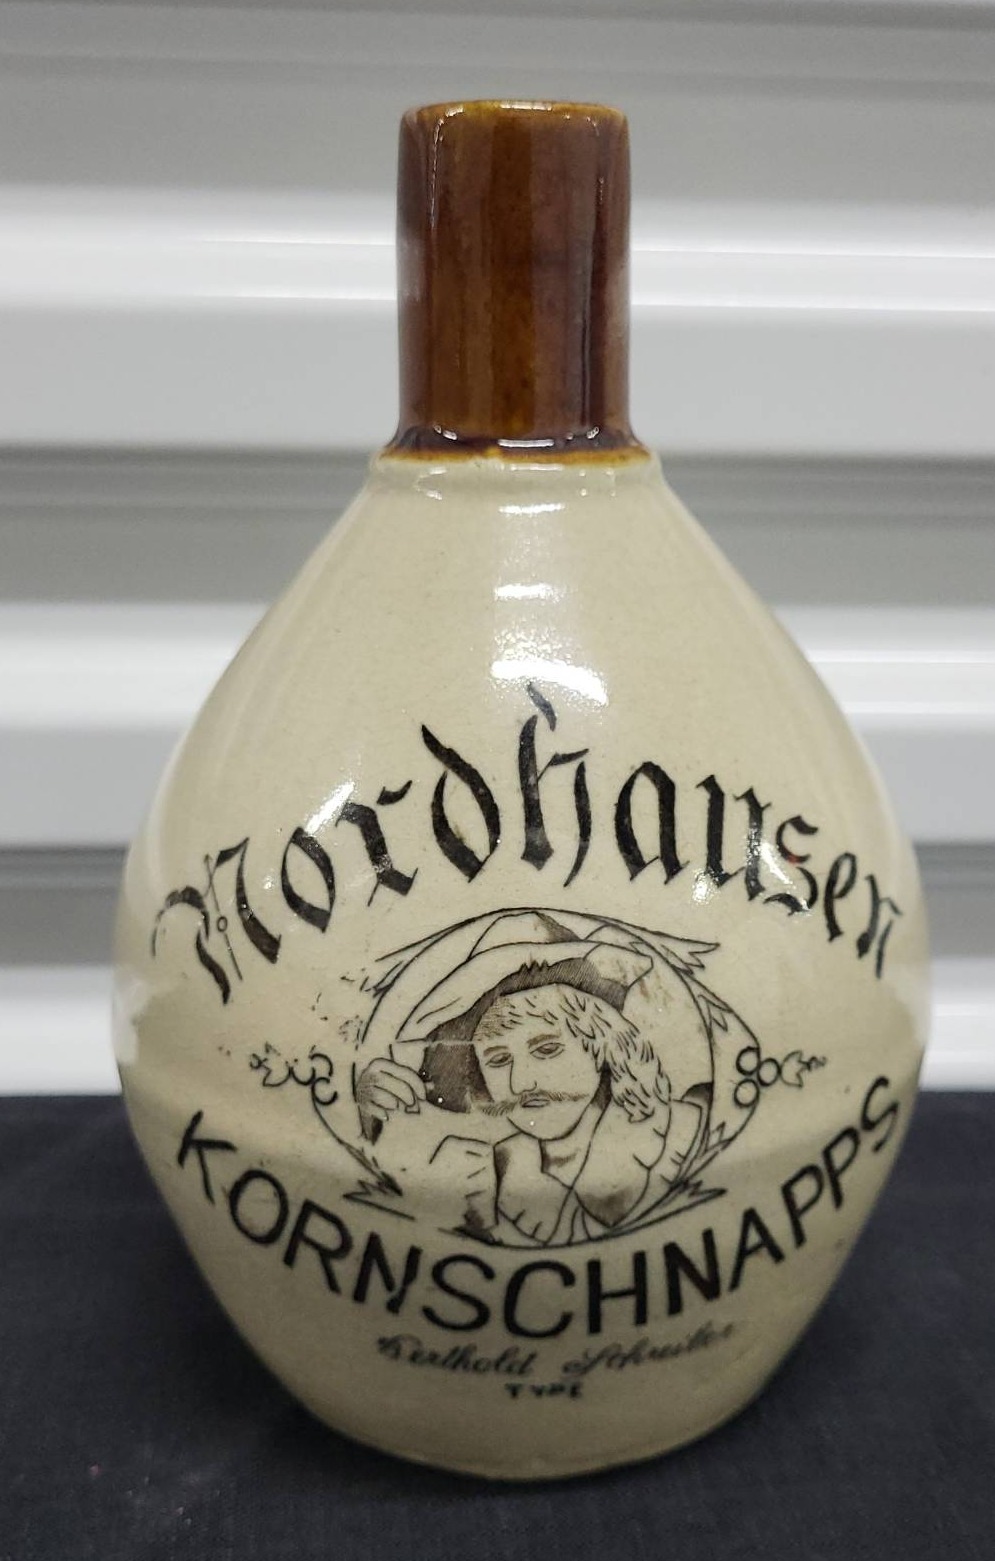 Nordhausen
KORNSCHNAPPS
Berthold
TYPE